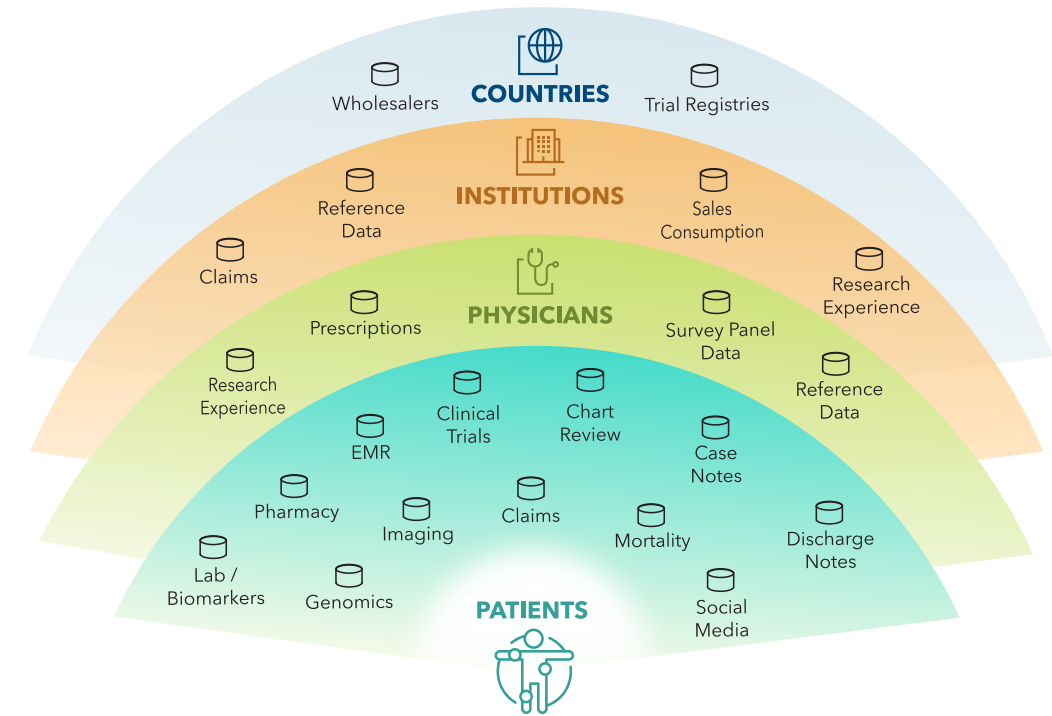 COUNTRIES
Wholesalers
Trial Registries
INSTITUTIONS
Reference
Data
Sales
Consumption
Claims
Research
Experience
PHYSICIANS
Prescriptions
Survey Panel
Data
Research
Experience
Reference
Data
Clinical
Trials
Chart
Review
EMR
Case
Notes
Pharmacy
Imaging
Claims
Mortality
Discharge
Notes
Lab /
Biomarkers
Genomics
Social
Media
PATIENTS